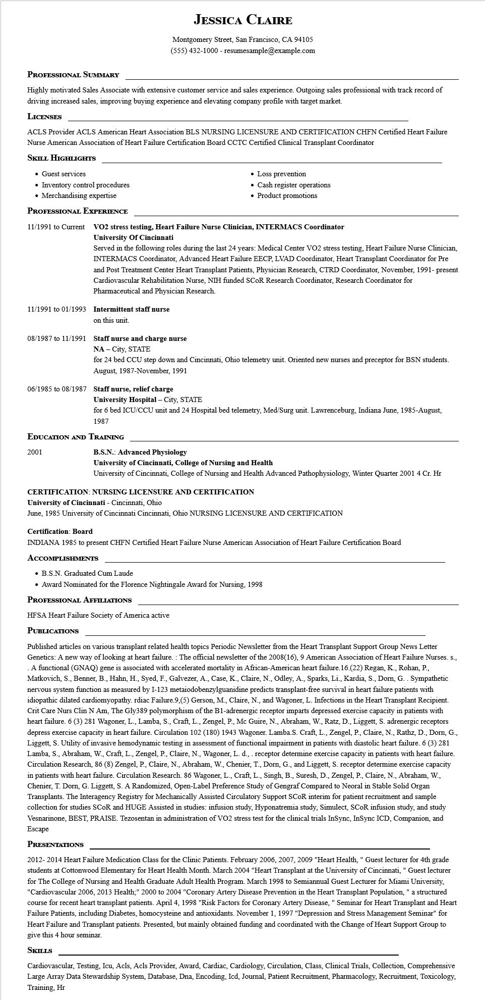 Jessica Claire
Montgomery Street, San Francisco, CA 94105
(555) 432-1000 - resumesample@example.com
Professional Summary
Highly motivated Sales Associate with extensive customer service and sales experience. Outgoing sales professional with track record of
driving increased sales, improving buying experience and elevating company profile with target market.
Licenses
ACLS Provider ACLS American Heart Association BLS NURSING LICENSURE AND CERTIFICATION CHFN Certified Heart Failure
Nurse American Association of Heart Failure Certification Board CCTC Certified Clinical Transplant Coordinator
Skill Highlights
• Guest services
• Inventory control procedures
• Merchandising expertise
• Loss prevention
• Cash register operations
• Product promotions
Professional Experience
11/1991 to Current VO2 stress testing, Heart Failure Nurse Clinician, INTERMACS Coordinator
University Of Cincinnati
Served in the following roles during the last 24 years: Medical Center VO2 stress testing, Heart Failure Nurse Clinician,
INTERMACS Coordinator, Advanced Heart Failure EECP, LVAD Coordinator, Heart Transplant Coordinator for Pre
and Post Treatment Center Heart Transplant Patients, Physician Research, CTRD Coordinator, November, 1991- present
Cardiovascular Rehabilitation Nurse, NIH funded SCoR Research Coordinator, Research Coordinator for
Pharmaceutical and Physician Research.
11/1991 to 01/1993 Intermittent staff nurse
on this unit.
08/1987 to 11/1991 Staff nurse and charge nurse
NA – City, STATE
for 24 bed CCU step down and Cincinnati, Ohio telemetry unit. Oriented new nurses and preceptor for BSN students.
August, 1987-November, 1991
06/1985 to 08/1987 Staff nurse, relief charge
University Hospital – City, STATE
for 6 bed ICU/CCU unit and 24 Hospital bed telemetry, Med/Surg unit. Lawrenceburg, Indiana June, 1985-August,
1987
Education and Training
2001 B.S.N.: Advanced Physiology
University of Cincinnati, College of Nursing and Health
University of Cincinnati, College of Nursing and Health Advanced Pathophysiology, Winter Quarter 2001 4 Cr. Hr
CERTIFICATION: NURSING LICENSURE AND CERTIFICATION
University of Cincinnati - Cincinnati, Ohio
June, 1985 University of Cincinnati Cincinnati, Ohio NURSING LICENSURE AND CERTIFICATION
Certification: Board
INDIANA 1985 to present CHFN Certified Heart Failure Nurse American Association of Heart Failure Certification Board
Accomplishments
• B.S.N. Graduated Cum Laude
• Award Nominated for the Florence Nightingale Award for Nursing, 1998
Professional Affiliations
HFSA Heart Failure Society of America active
Publications
Published articles on various transplant related health topics Periodic Newsletter from the Heart Transplant Support Group News Letter
Genetics: A new way of looking at heart failure. : The official newsletter of the 2008(16), 9 American Association of Heart Failure Nurses. s.,
. A functional (GNAQ) gene is associated with accelerated mortality in African-American heart failure.16.(22) Regan, K., Rohan, P.,
Matkovich, S., Benner, B., Hahn, H., Syed, F., Galvezer, A., Case, K., Claire, N., Odley, A., Sparks, Li., Kardia, S., Dorn, G. . Sympathetic
nervous system function as measured by I-123 metaiodobenzylguanidine predicts transplant-free survival in heart failure patients with
idiopathic dilated cardiomyopathy. rdiac Failure.9,(5) Gerson, M., Claire, N., and Wagoner, L. Infections in the Heart Transplant Recipient.
Crit Care Nurs Clin N Am, The Gly389 polymorphism of the B1-adrenergic receptor imparts depressed exercise capacity in patients with
heart failure. 6 (3) 281 Wagoner, L., Lamba, S., Craft, L., Zengel, P., Mc Guire, N., Abraham, W., Ratz, D., Liggett, S. adrenergic receptors
depress exercise capacity in heart failure. Circulation 102 (180) 1943 Wagoner. Lamba.S. Craft, L., Zengel, P., Claire, N., Rathz, D., Dorn, G.,
Liggett, S. Utility of invasive hemodynamic testing in assessment of functional impairment in patients with diastolic heart failure. 6 (3) 281
Lamba, S., Abraham, W., Craft, L., Zengel, P., Claire, N., Wagoner, L. d., . receptor determine exercise capacity in patients with heart failure.
Circulation Research, 86 (8) Zengel, P., Claire, N., Abraham, W., Chenier, T., Dorn, G., and Liggett, S. receptor determine exercise capacity
in patients with heart failure. Circulation Research. 86 Wagoner, L., Craft, L., Singh, B., Suresh, D., Zengel, P., Claire, N., Abraham, W.,
Chenier, T. Dorn, G. Liggett, S. A Randomized, Open-Label Preference Study of Gengraf Compared to Neoral in Stable Solid Organ
Transplants. The Interagency Registry for Mechanically Assisted Circulatory Support SCoR interim for patient recruitment and sample
collection for studies SCoR and HUGE Assisted in studies: infusion study, Hyponatremia study, Simulect, SCoR infusion study, and study
Vesnarinone, BEST, PRAISE. Tezosentan in administration of VO2 stress test for the clinical trials InSync, InSync ICD, Companion, and
Escape
Presentations
2012- 2014 Heart Failure Medication Class for the Clinic Patients. February 2006, 2007, 2009 "Heart Health, " Guest lecturer for 4th grade
students at Cottonwood Elementary for Heart Health Month. March 2004 "Heart Transplant at the University of Cincinnati, " Guest lecturer
for The College of Nursing and Health Graduate Adult Health Program. March 1998 to Semiannual Guest Lecturer for Miami University,
"Cardiovascular 2006, 2013 Health;" 2000 to 2004 "Coronary Artery Disease Prevention in the Heart Transplant Population, " a structured
course for recent heart transplant patients. April 4, 1998 "Risk Factors for Coronary Artery Disease, " Seminar for Heart Transplant and Heart
Failure Patients, including Diabetes, homocysteine and antioxidants. November 1, 1997 "Depression and Stress Management Seminar" for
Heart Failure and Transplant patients. Presented, but mainly obtained funding and coordinated with the Change of Heart Support Group to
give this 4 hour seminar.
Skills
Cardiovascular, Testing, Icu, Acls, Acls Provider, Award, Cardiac, Cardiology, Circulation, Class, Clinical Trials, Collection, Comprehensive
Large Array Data Stewardship System, Database, Dna, Encoding, Icd, Journal, Patient Recruitment, Pharmacology, Recruitment, Toxicology,
Training, Hr